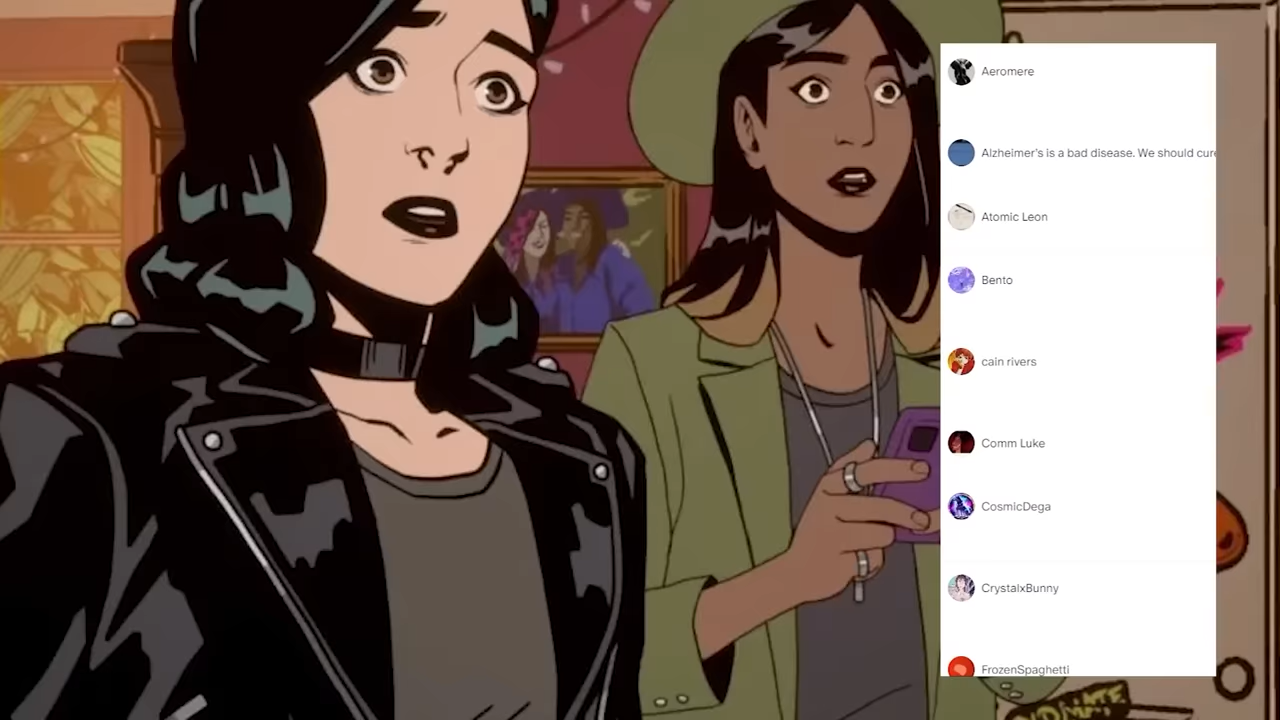 Aeromere
Alzheimer's is a bad disease. We should cure
Atomic Leon
Bento
cain rivers
Comm Luke
CosmicDega
CrystalxBunny
FrozenSpaghetti